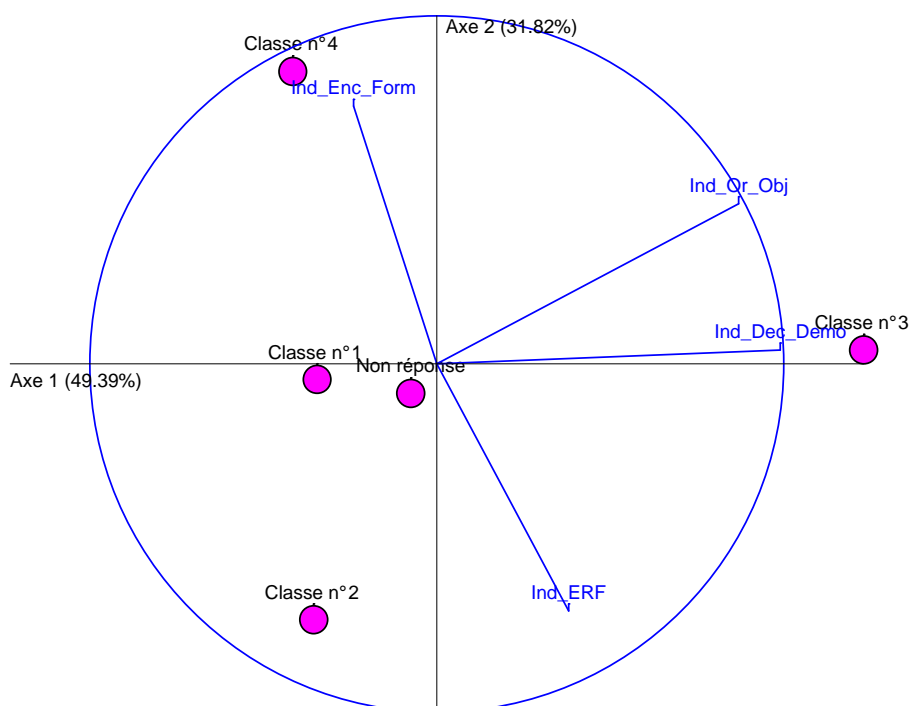 Axe 2 (31.82%)
Classe n°4
Ind_Enc_Form
Ind_Or_Obj
Classe n°3
Ind_Dec_Demo
Classe n°1
Non réponse
Axe 1 (49.39%)
Ind_ERF
Classe n°2